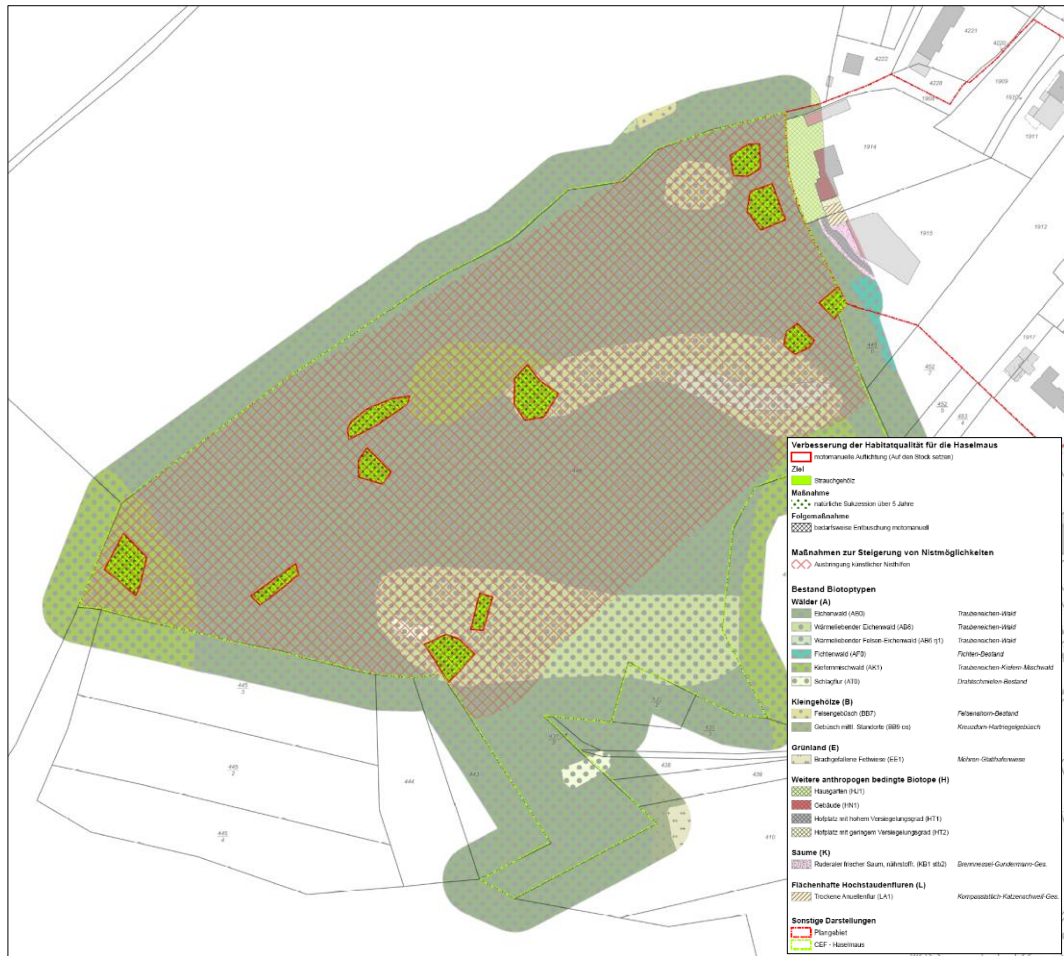 4221
4222
4228
1908
1909
1911
1914
1915
1912
1917
446
445
3
445
3
445
4
444
443
438
439
410
Verbesserung der Habitatqualität für die Haselmaus
motomanuelle Auflichtung (Auf den Stock setzen)
Ziel
Strauchgehölz
Maßnahme
natürliche Sukzession über 5 Jahre
Folgemaßnahme
bedarfsweise Entbuschung motomanuell
Maßnahmen zur Steigerung von Nistmöglichkeiten
Ausbringung künstlicher Nisthilfen
Bestand Biotoptypen
Wälder (A)
Eichenwald (AB0) Traubeneichen-Wald
Wärmeliebender Eichenwald (AB6) Traubeneichen-Wald
Wärmeliebender Felsen-Eichenwald (AB6 rj1) Traubeneichen-Wald
Fichtenwald (AF0) Fichten-Bestand
Kiefernmischwald (AK1) Traubeneichen-Kiefern-Mischwald
Schlagflur (AT0) Drahtschmielen-Bestand
Kleingehölze (B)
Felsengebüsch (BB7) Felsenahorn-Bestand
Gebüsch mittl. Standorte (BB9 os) Kreuzdorn-Hartriegelgebüsch
Grünland (E)
Brachgefallene Fettwiese (EE1) Möhren-Glatthaferwiese
Weitere anthropogen bedingte Biotope (H)
Hausgarten (HJ1)
Gebäude (HN1)
Hofplatz mit hohem Versiegelungsgrad (HT1)
Hofplatz mit geringem Versiegelungsgrad (HT2)
Säume (K)
Ruderaler frischer Saum, nährstoffr. (KB1 stb2) Brennnessel-Gundermann-Ges.
Flächenhafte Hochstaudenfluren (L)
Trockene Annuellenflur (LA1) Kompasslattich-Katzenschweif-Ges.
Sonstige Darstellungen
Plangebiet
CEF - Haselmaus